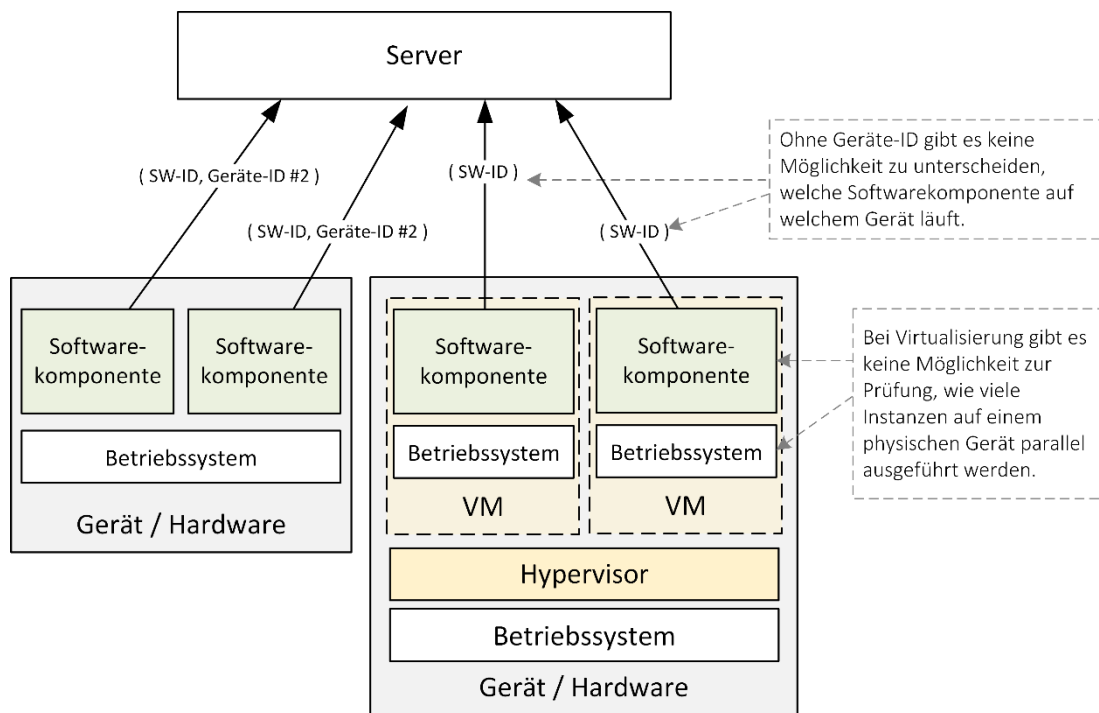 Server
Ohne Geräte-ID gibt es keine
Möglichkeit zu unterscheiden,
welche Softwarekomponente auf
welchem Gerät läuft.
( SW-ID, Geräte-ID #2 )
( SW-ID )
( SW-ID, Geräte-ID #2 )
( SW-ID )
Software-
komponente
Software-
komponente
Betriebssystem
Gerät / Hardware
Software-
komponente
Software-
komponente
Betriebssystem
Betriebssystem
VM
VM
Hypervisor
Betriebssystem
Gerät / Hardware
Bei Virtualisierung gibt es
keine Möglichkeit zur
Prüfung, wie viele
Instanzen auf einem
physischen Gerät parallel
ausgeführt werden.